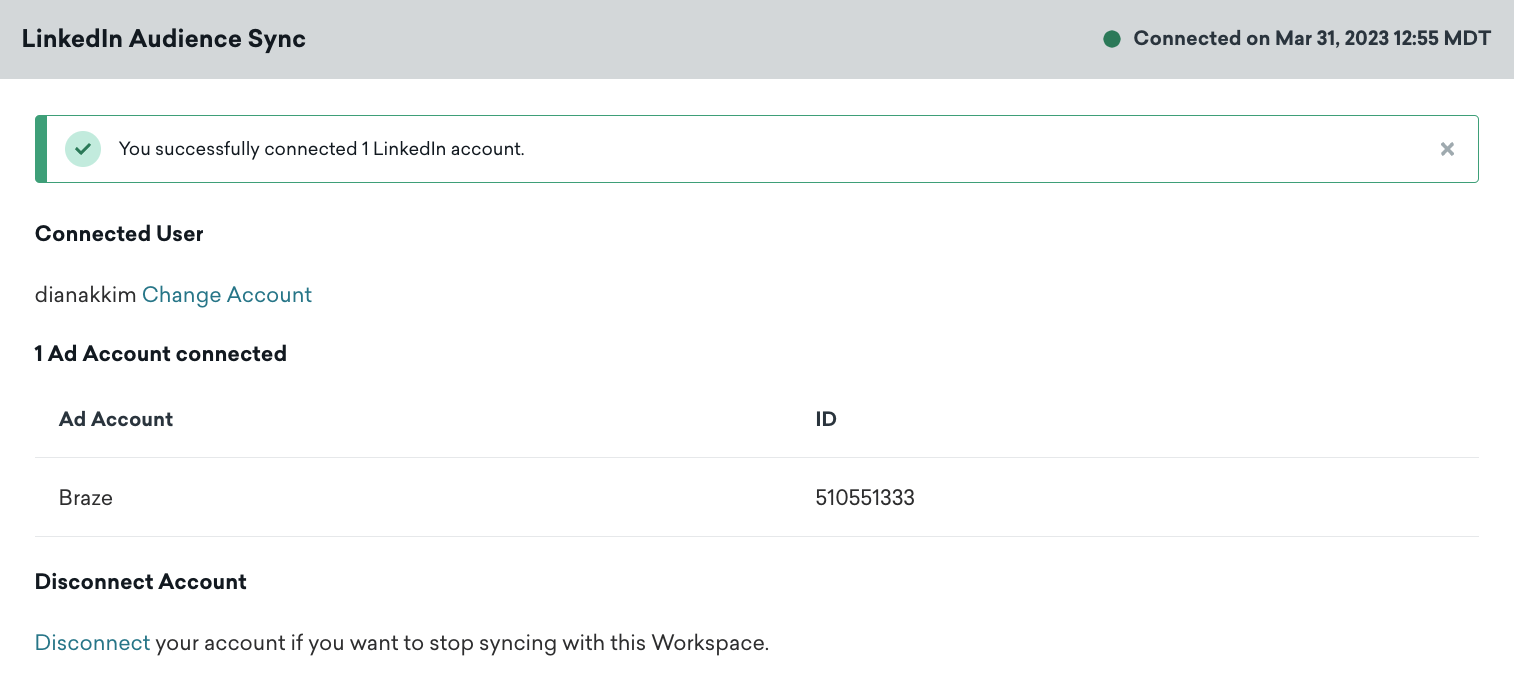 LinkedIn Audience Sync
Connected on Mar 31, 2023 12:55 MDT
You successfully connected 1 LinkedIn account.
Connected User
dianakkim Change Account
1 Ad Account connected
Ad Account ID
Braze 510551333
Disconnect Account
Disconnect your account if you want to stop syncing with this Workspace.